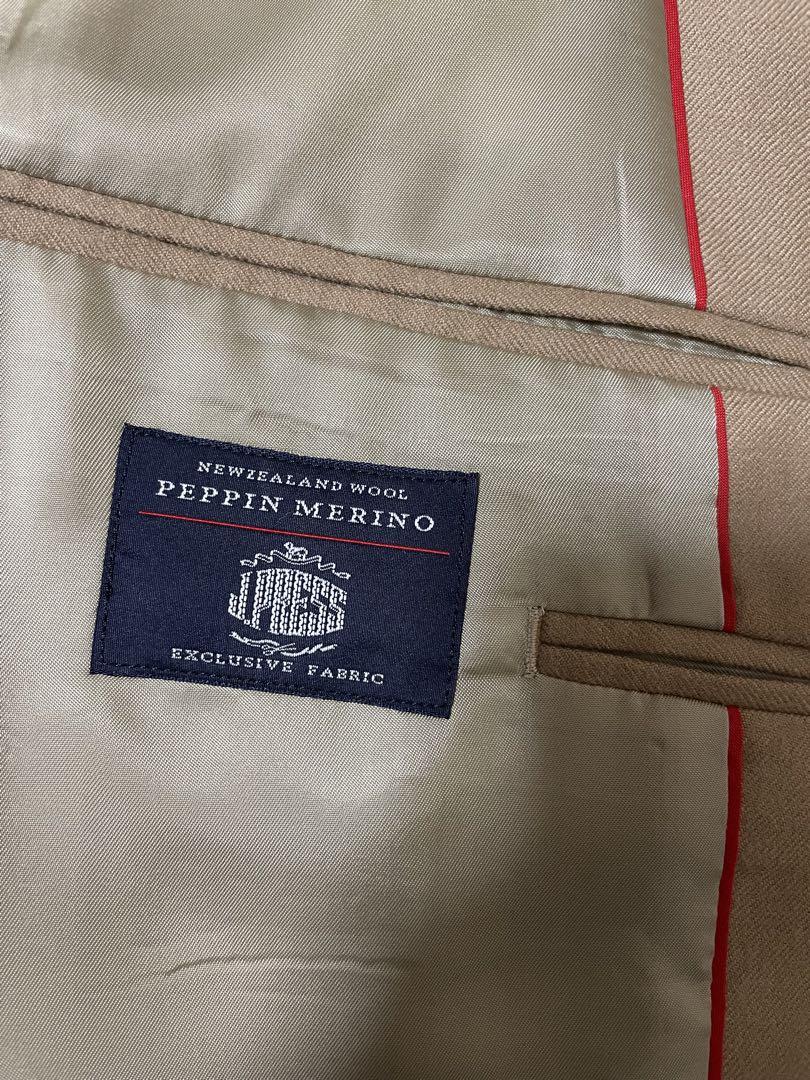 NEWZEALAND WOOL
PEPPIN MERINO
J.PRESS
EXCLUSIVE FABRIC